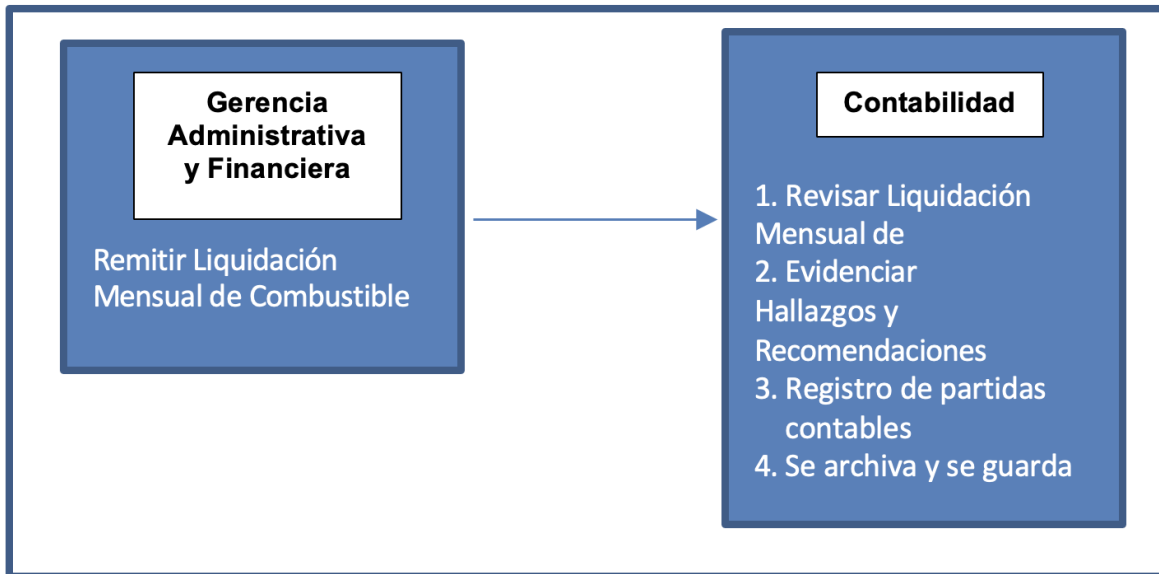 Gerencia
Administrativa
y Financiera
Remitir Liquidación
Mensual de Combustible
Contabilidad
1. Revisar Liquidación
Mensual de
2. Evidenciar
Hallazgos y
Recomendaciones
3. Registro de partidas
contables
4. Se archiva y se guarda